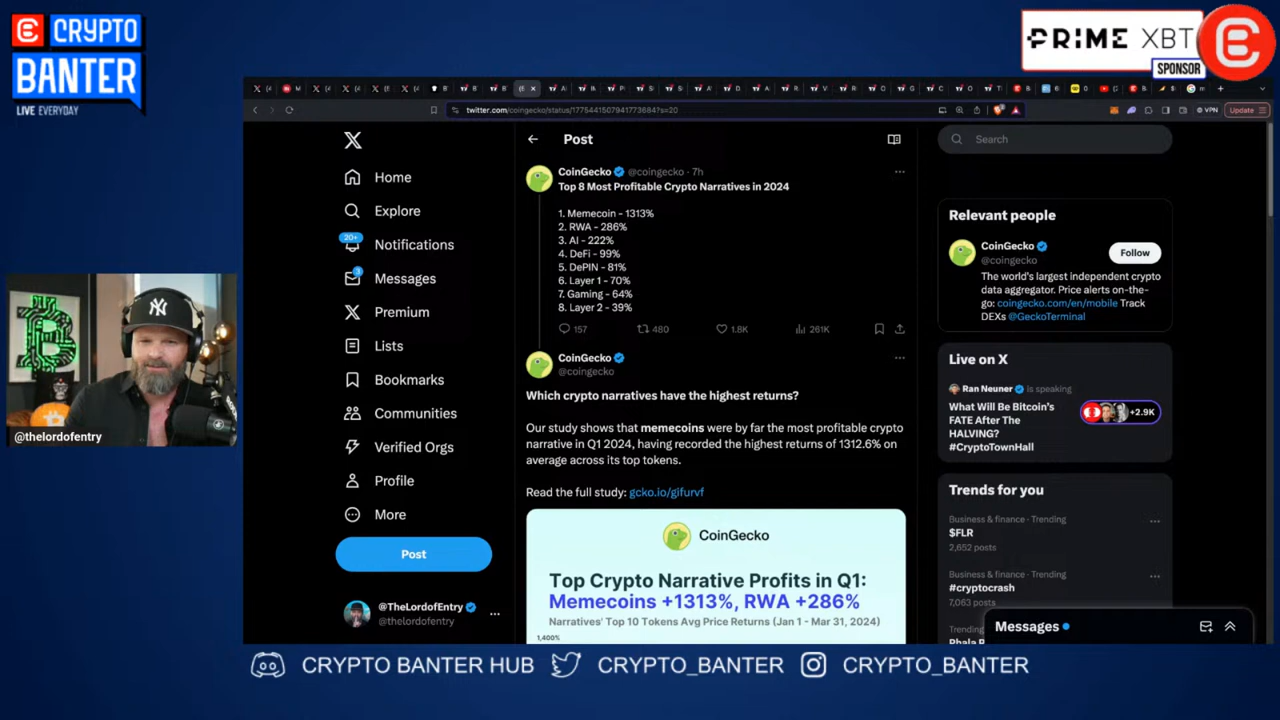 CRYPTO
BANTER
LIVE EVERYDAY
PRIME XBT
SPONSOR
twitter.com/coingecko/status/1775441507941773684?s=20
VPN
Update
Post
Search
Home
Explore
20+
Notifications
3
Messages
Premium
Lists
Bookmarks
Communities
Verified Orgs
Profile
More
Post
@TheLordofEntry
@thelordofentry
CoinGecko @coingecko · 7h
Top 8 Most Profitable Crypto Narratives in 2024
1. Memecoin - 1313%
2. RWA - 286%
3. AI - 222%
4. DeFi - 99%
5. DePIN - 81%
6. Layer 1 - 70%
7. Gaming - 64%
8. Layer 2 - 39%
157 480 1.8K 261K
CoinGecko
@coingecko
Which crypto narratives have the highest returns?
Our study shows that memecoins were by far the most profitable crypto
narrative in Q1 2024, having recorded the highest returns of 1312.6% on
average across its top tokens.
Read the full study: gcko.io/gifurvf
CoinGecko
Top Crypto Narrative Profits in Q1:
Memecoins +1313%, RWA +286%
Narratives' Top 10 Tokens Avg Price Returns (Jan 1 - Mar 31, 2024)
1,400%
Relevant people
CoinGecko
@coingecko
Follow
The world's largest independent crypto
data aggregator. Price alerts on-the-
go: coingecko.com/en/mobile Track
DEXs @GeckoTerminal
Live on X
Ran Neuner is speaking
What Will Be Bitcoin's
FATE After The
HALVING?
#CryptoTownHall
+2.9K
Trends for you
Business & finance · Trending
$FLR
2,652 posts
Business & finance · Trending
#cryptocrash
7,063 posts
Trending
Messages
@thelordofentry
CRYPTO BANTER HUB CRYPTO_BANTER CRYPTO_BANTER